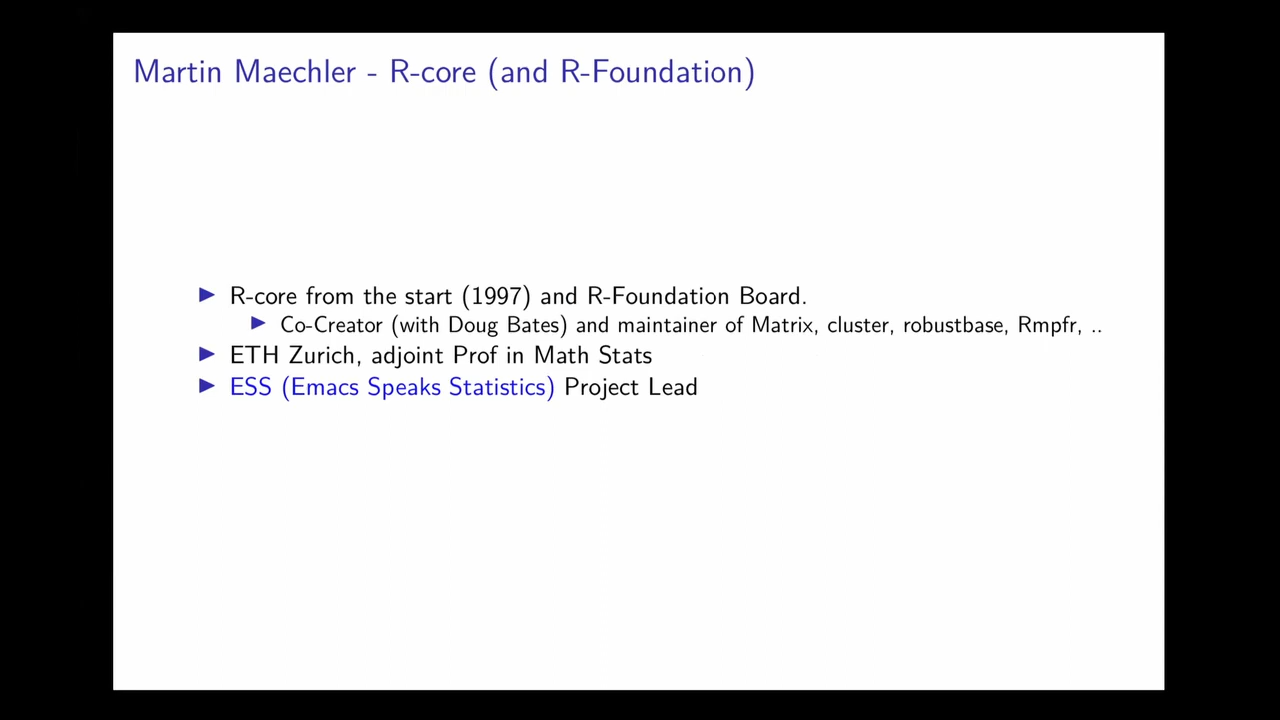 Martin Maechler - R-core (and R-Foundation)
R-core from the start (1997) and R-Foundation Board.
Co-Creator (with Doug Bates) and maintainer of Matrix, cluster, robustbase, Rmpfr, ..
ETH Zurich, adjoint Prof in Math Stats
ESS (Emacs Speaks Statistics) Project Lead